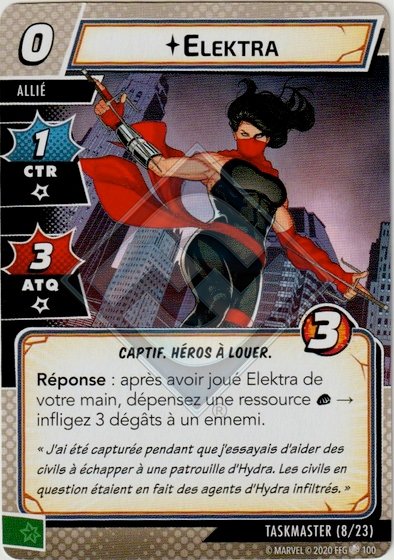 0
ELEKTRA
ALLIÉ
1
CTR
3
ATQ
3
CAPTIF. HÉROS À LOUER.
Réponse : après avoir joué Elektra de
votre main, dépensez une ressource →
infligez 3 dégâts à un ennemi.
« J'ai été capturée pendant que j'essayais d'aider des
civils à échapper à une patrouille d'Hydra. Les civils en
question étaient en fait des agents d'Hydra infiltrés. »
TASKMASTER (8/23)
© MARVEL © 2020 FFG 100